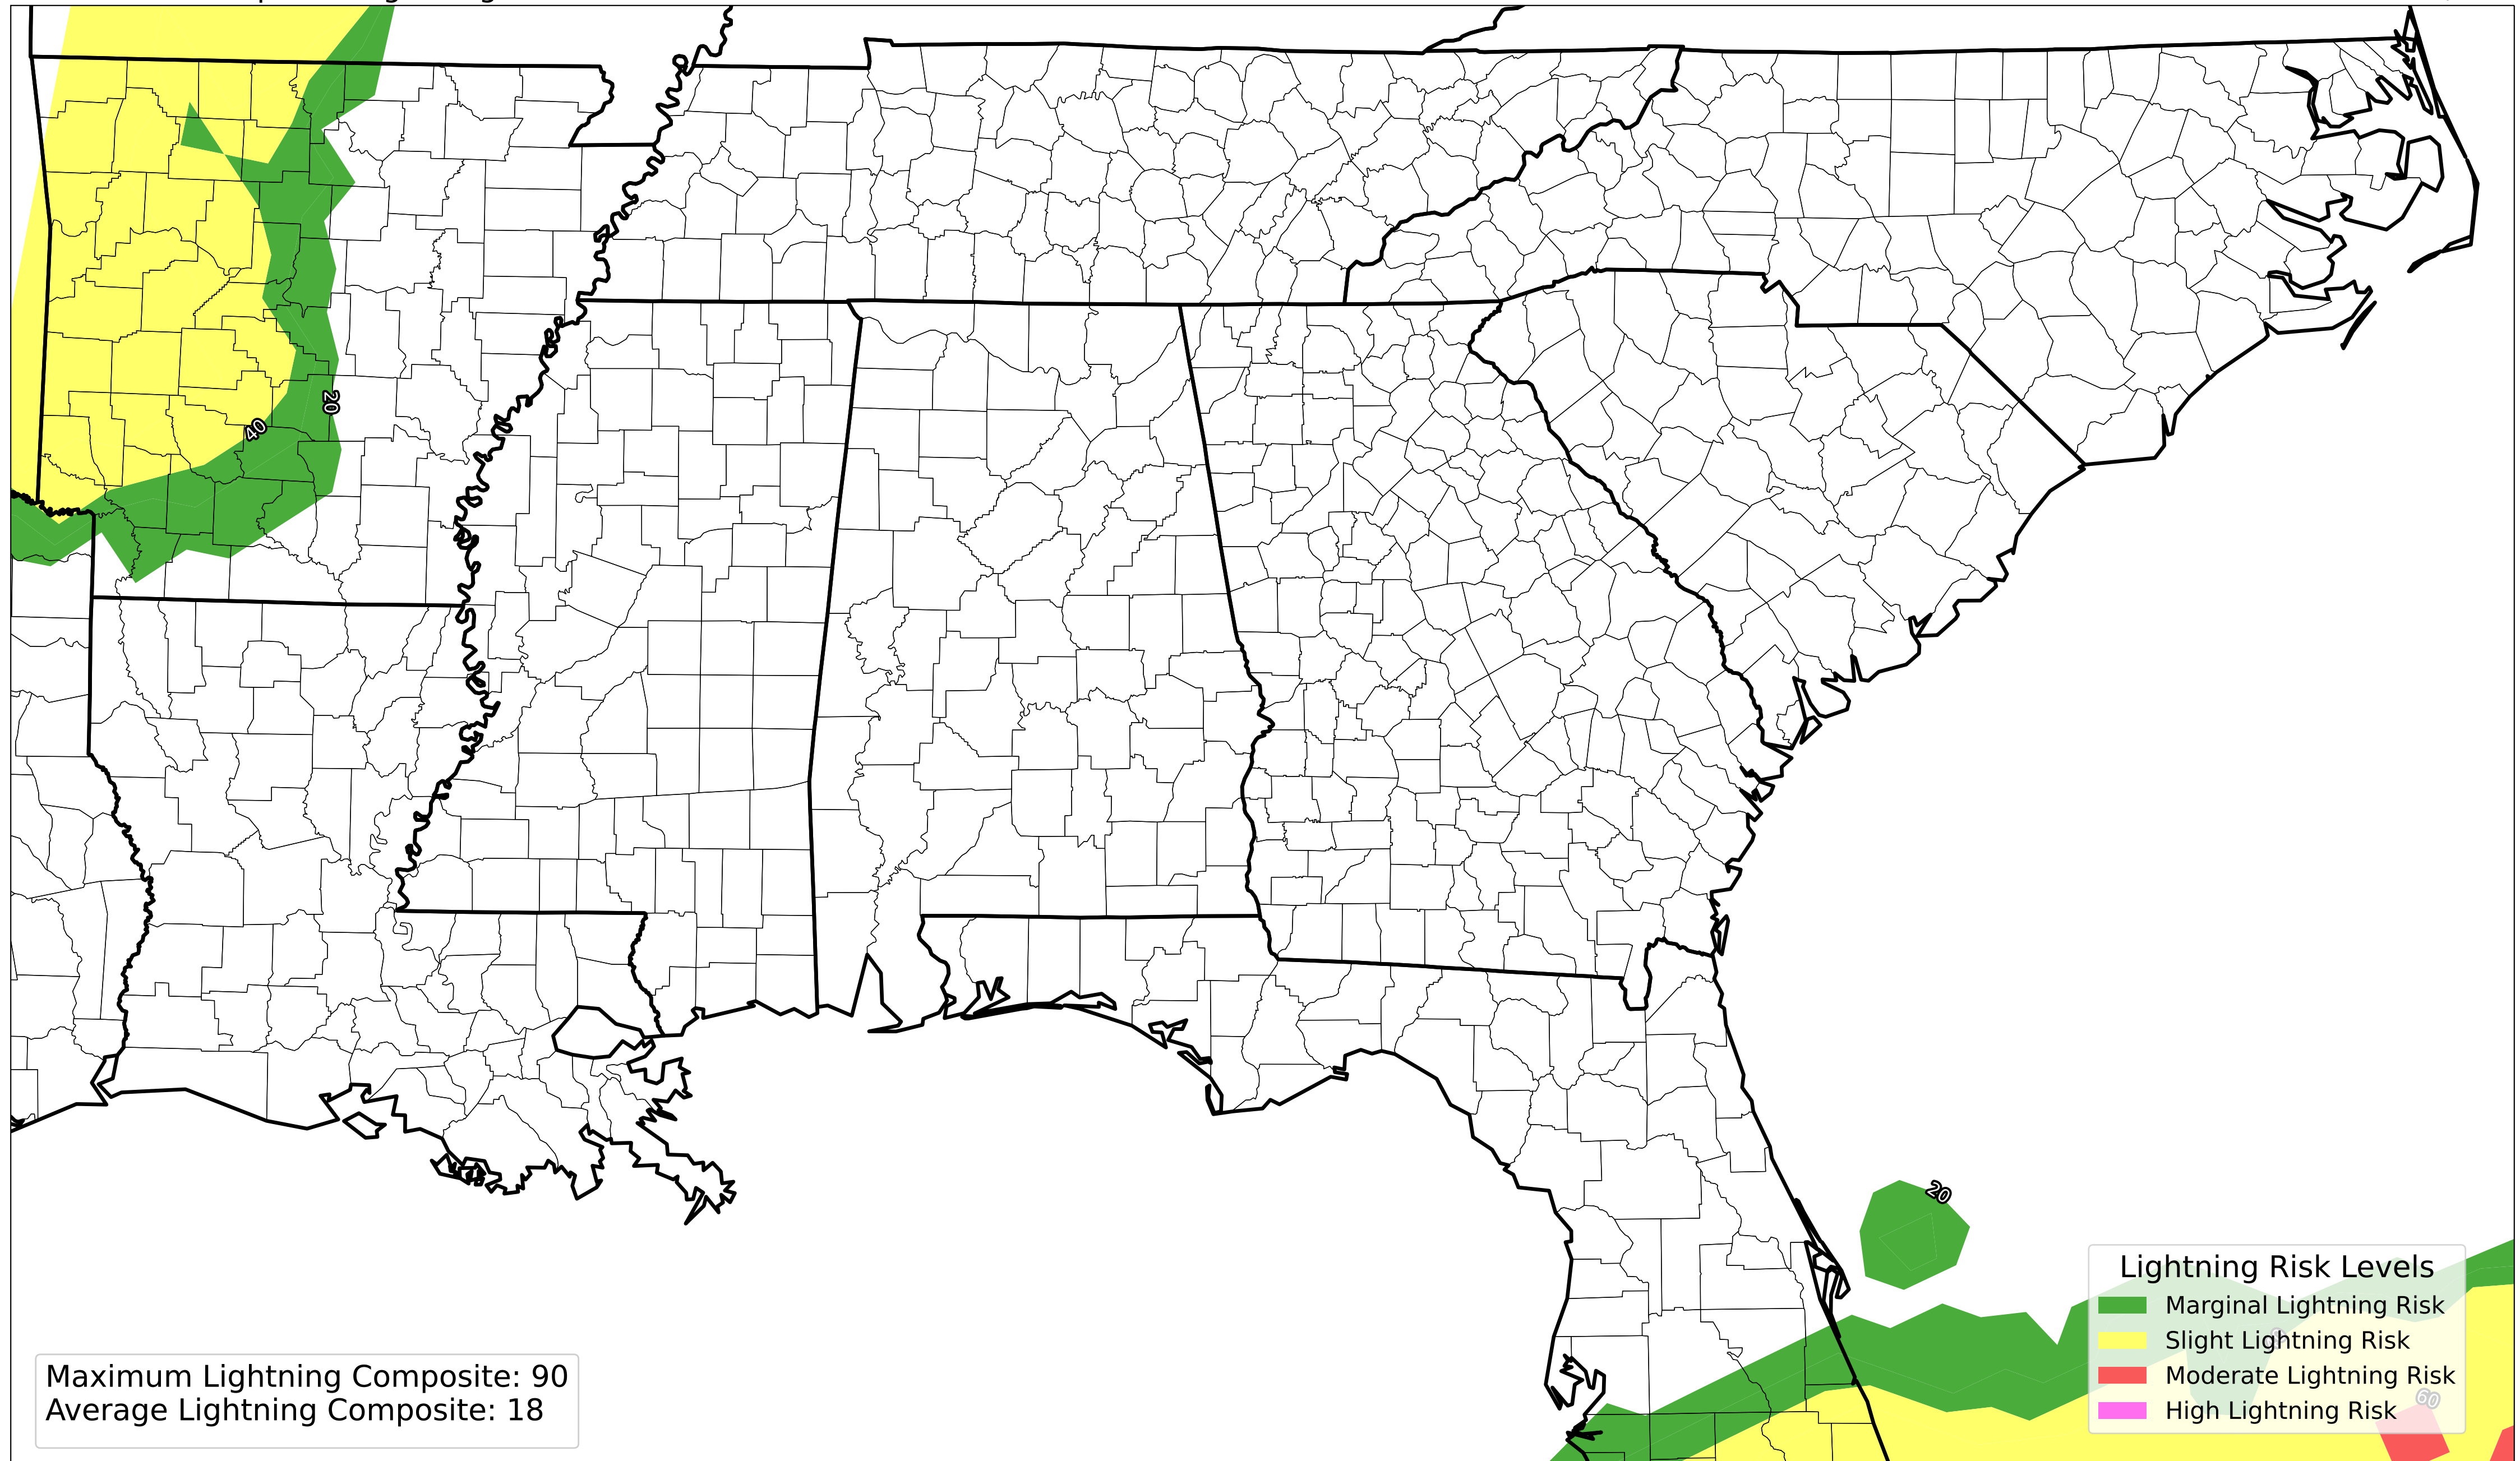 20
40
20
Lightning Risk Levels
Marginal Lightning Risk
Slight Lightning Risk
Moderate Lightning Risk
60
High Lightning Risk
Maximum Lightning Composite: 90
Average Lightning Composite: 18